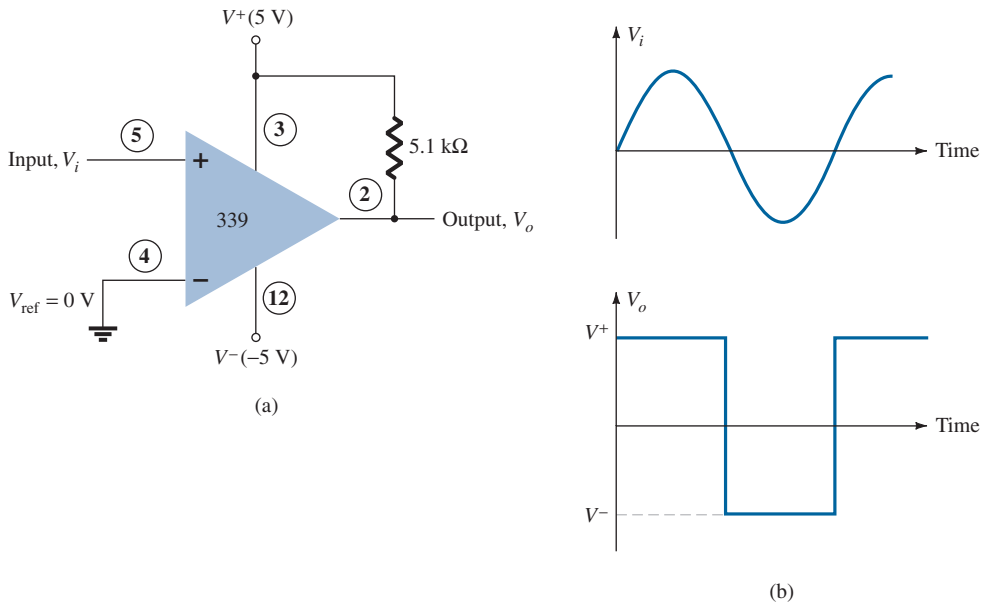 V⁺(5 V)
5
3
Input, Vᵢ
+
5.1 kΩ
339
2
Output, Vₒ
4
−
V_ref = 0 V
12
V⁻(−5 V)
(a)
Vᵢ
Time
Vₒ
V⁺
Time
V⁻
(b)